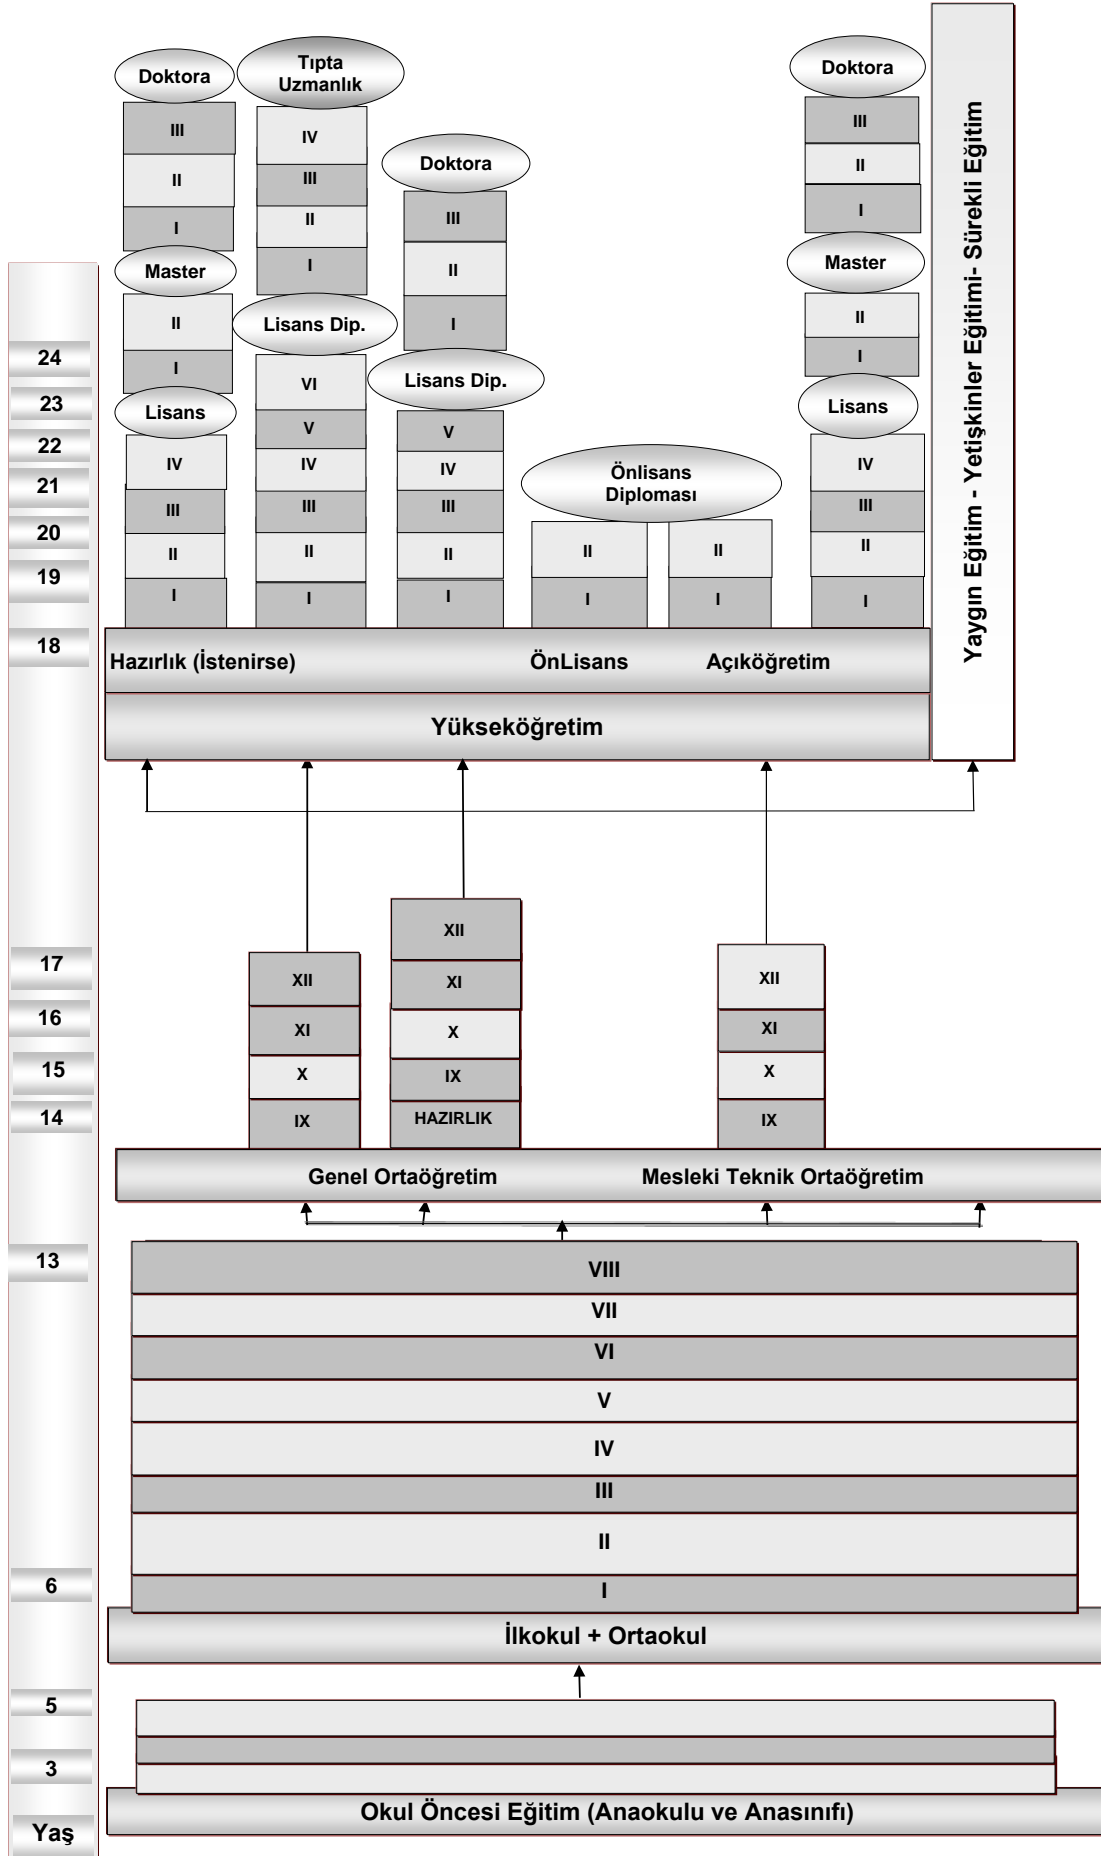 Tıpta
Uzmanlık
Doktora
Doktora
III
IV
III
Doktora
II
III
II
III
I
II
I
I
II
Master
I
Master
II
Lisans Dip.
I
II
24
I
VI
Lisans Dip.
I
23
Lisans
V
V
Lisans
22
IV
IV
IV
Önlisans
Diploması
IV
21
III
III
III
III
20
II
II
II
II
II
II
19
I
I
I
I
I
I
18
Hazırlık (İstenirse)
ÖnLisans
Açıköğretim
Yükseköğretim
Yaygın Eğitim - Yetişkinler Eğitimi- Sürekli Eğitim
XII
17
XII
XI
XII
16
XI
X
XI
15
X
IX
X
14
IX
HAZIRLIK
IX
Genel Ortaöğretim
Mesleki Teknik Ortaöğretim
13
VIII
VII
VI
V
IV
III
II
6
I
İlkokul + Ortaokul
5
3
Okul Öncesi Eğitim (Anaokulu ve Anasınıfı)
Yaş